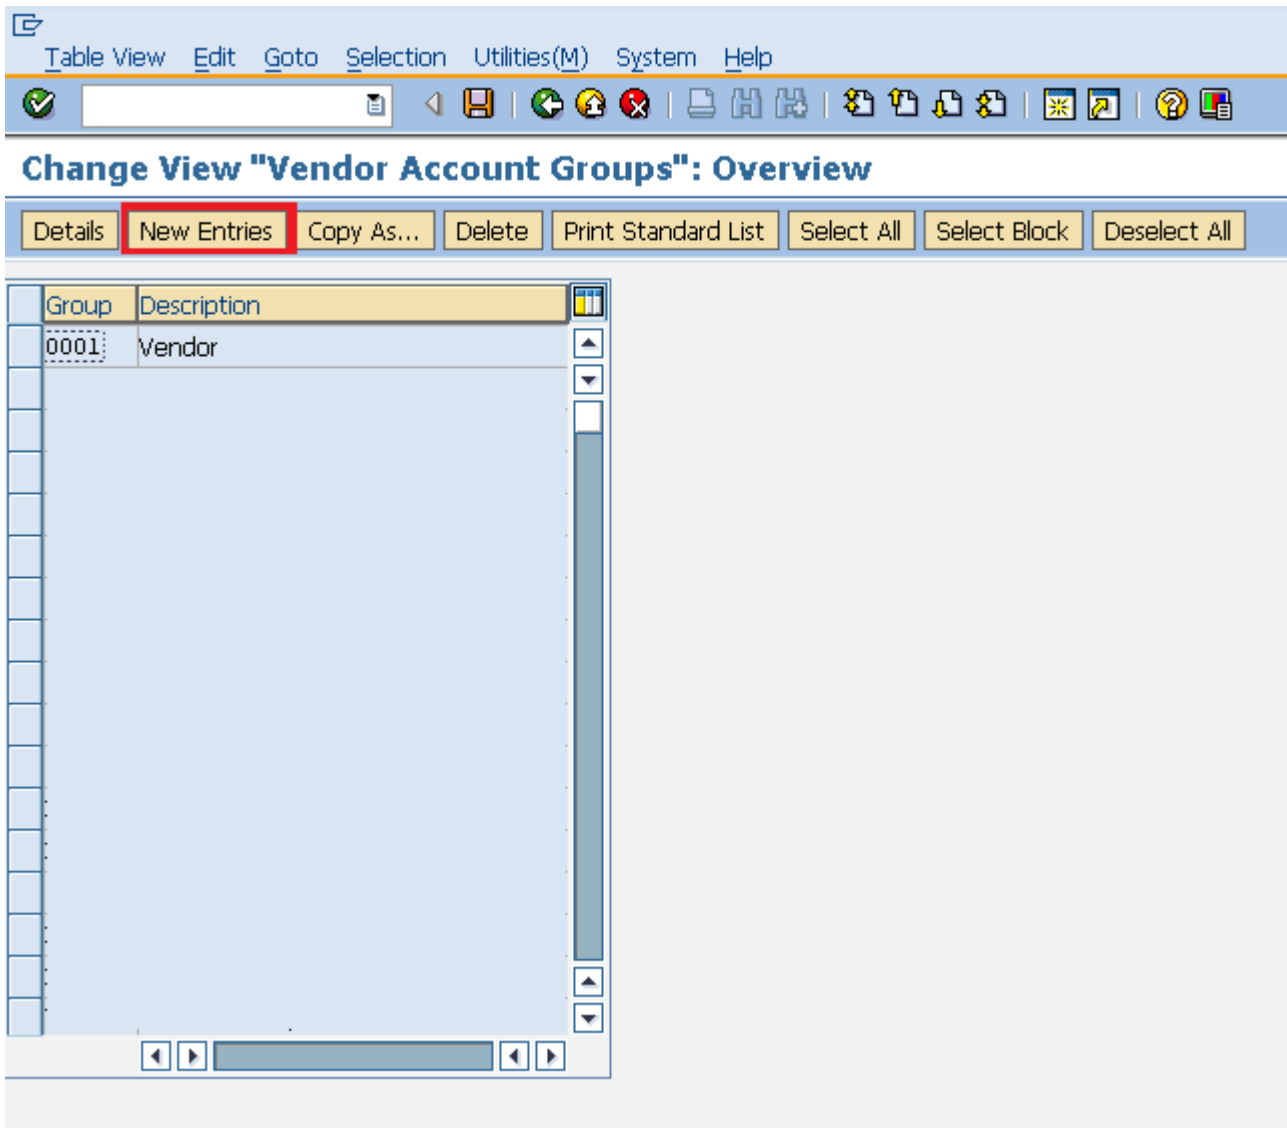 Table View Edit Goto Selection Utilities(M) System Help
Change View "Vendor Account Groups": Overview
Details New Entries Copy As... Delete Print Standard List Select All Select Block Deselect All
Group Description
0001 Vendor